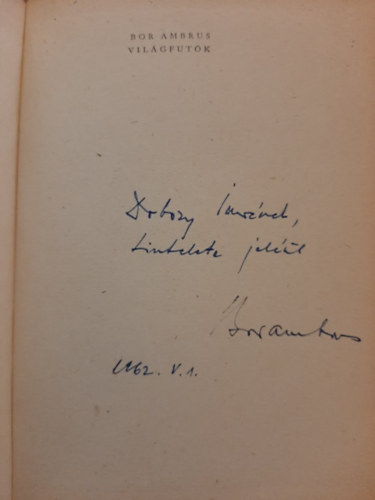 BOR AMBRUS
VILÁGFUTÓK
Dobozy Imrének,
tisztelete jeléül
Bor Ambrus
1962. V. 1.